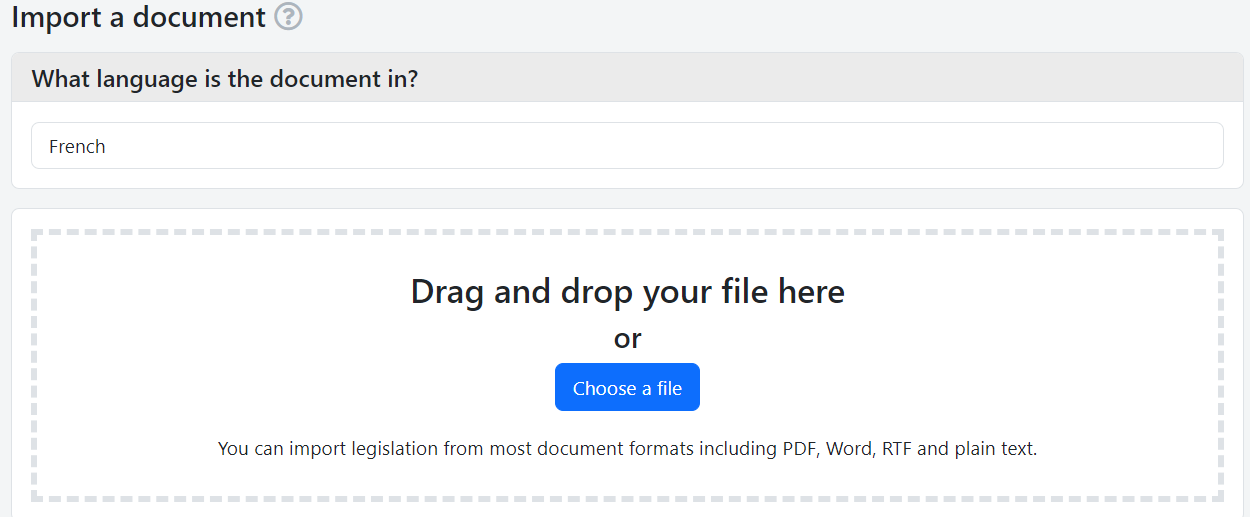 Import a document
What language is the document in?
French
Drag and drop your file here
or
Choose a file
You can import legislation from most document formats including PDF, Word, RTF and plain text.